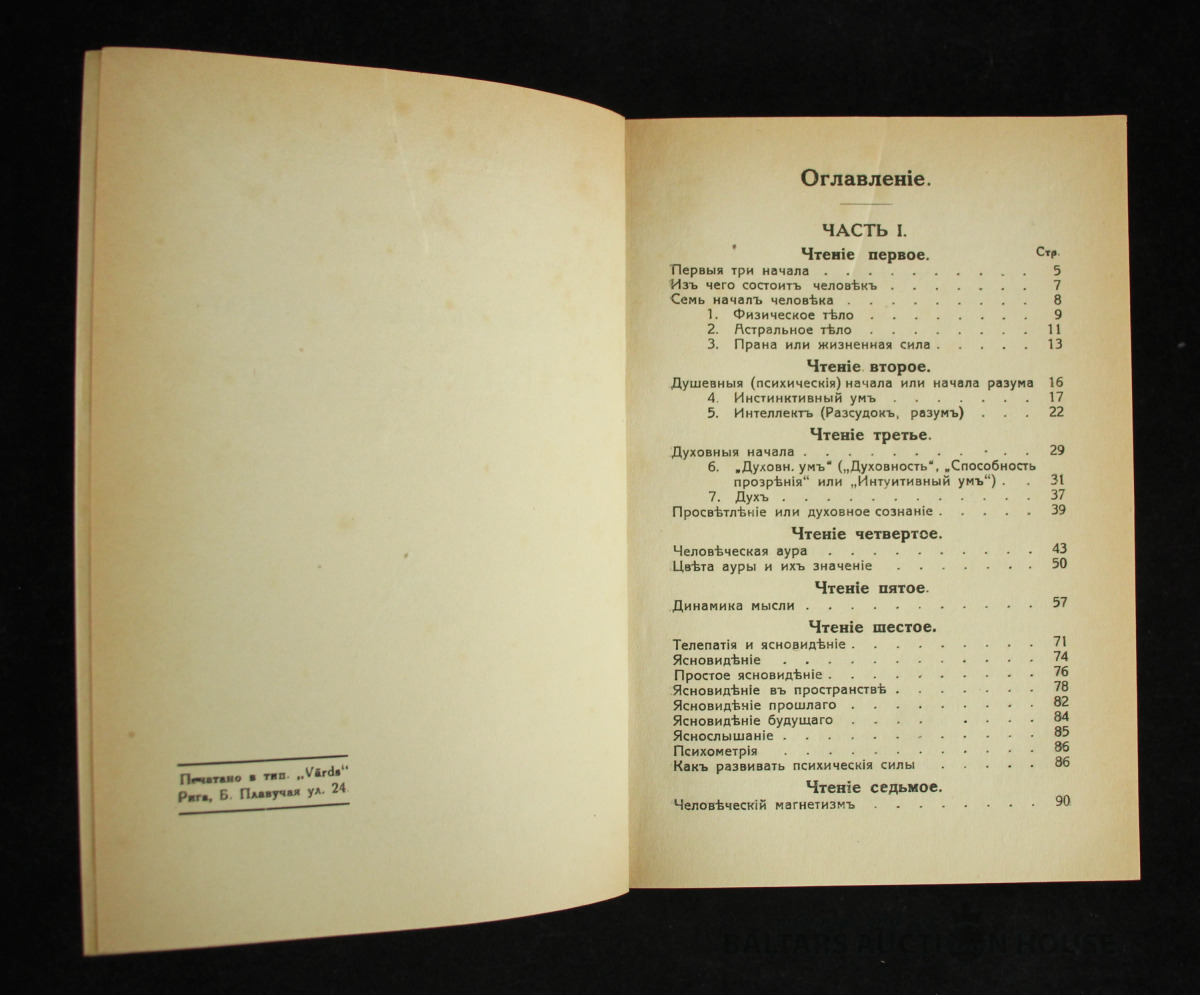 Печатано в тип. „Vārds“
Рига, Б. Плавучая ул. 24.
Оглавленіе.
ЧАСТЬ I.
Чтеніе первое. Стр.
Первыя три начала . . . . . . . . . . 5
Изъ чего состоитъ человѣкъ . . . . . . . 7
Семь началъ человѣка . . . . . . . . . 8
1. Физическое тѣло . . . . . . . . 9
2. Астральное тѣло . . . . . . . . 11
3. Прана или жизненная сила . . . . . 13
Чтеніе второе.
Душевныя (психическія) начала или начала разума 16
4. Инстинктивный умъ . . . . . . . 17
5. Интеллект (Разсудокъ, разумъ) . . . 22
Чтеніе третье.
Духовныя начала . . . . . . . . . . . 29
6. „Духовн. умъ“ („Духовность“, „Способность
прозрѣнія“ или „Интуитивный умъ“) . . 31
7. Духъ . . . . . . . . . . . . 37
Просвѣтлѣніе или духовное сознаніе . . . . . 39
Чтеніе четвертое.
Человѣческая аура . . . . . . . . . . 43
Цвѣта ауры и ихъ значеніе . . . . . . . 50
Чтеніе пятое.
Динамика мысли . . . . . . . . . . . 57
Чтеніе шестое.
Телепатія и ясновидѣніе . . . . . . . . . 71
Ясновидѣніе . . . . . . . . . . . . 74
Простое ясновидѣніе . . . . . . . . . . 76
Ясновидѣніе въ пространствѣ . . . . . . . 78
Ясновидѣніе прошлаго . . . . . . . . . 82
Ясновидѣніе будущаго . . . . . . . . 84
Яснослышаніе . . . . . . . . . . . . 85
Психометрія . . . . . . . . . . . . 86
Какъ развивать психическія силы . . . . . 86
Чтеніе седьмое.
Человѣческій магнетизмъ . . . . . . . . 90
BALTARS AUCTION HOUSE